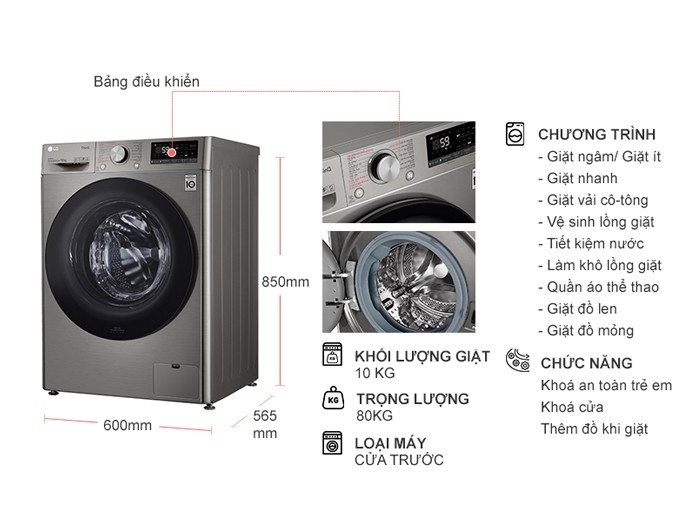 Bảng điều khiển
LG
59
59
850mm
600mm
565
mm
KHỐI LƯỢNG GIẶT
10 KG
KG
TRỌNG LƯỢNG
80KG
LOẠI MÁY
CỬA TRƯỚC
CHƯƠNG TRÌNH
- Giặt ngâm/ Giặt ít
- Giặt nhanh
- Giặt vải cô-tông
- Vệ sinh lồng giặt
- Tiết kiệm nước
- Làm khô lồng giặt
- Quần áo thể thao
- Giặt đồ len
- Giặt đồ mỏng
CHỨC NĂNG
Khoá an toàn trẻ em
Khoá cửa
Thêm đồ khi giặt